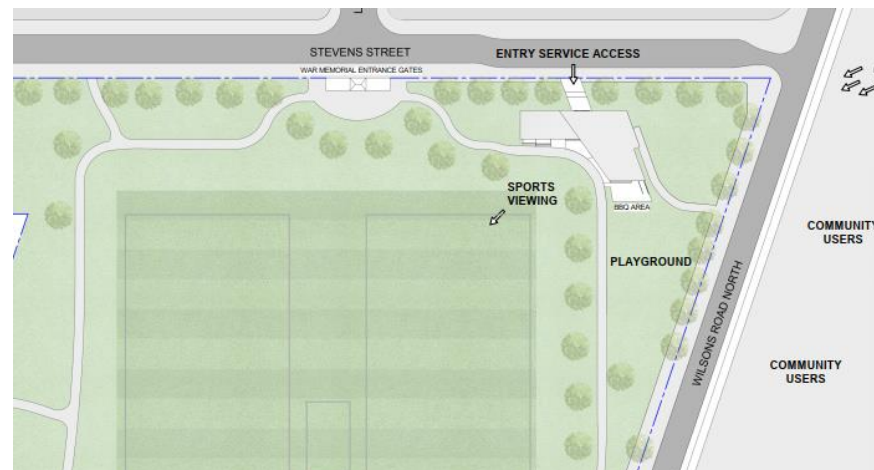 STEVENS STREET
ENTRY SERVICE ACCESS
WAR MEMORIAL ENTRANCE GATES
SPORTS
VIEWING
BBQ AREA
COMMUNITY
USERS
PLAYGROUND
WILSONS ROAD NORTH
COMMUNITY
USERS